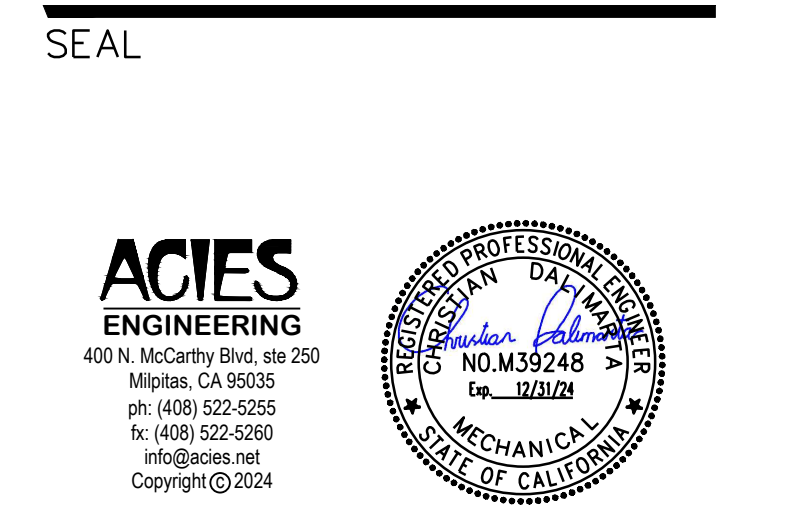 SEAL
ACIES
ENGINEERING
400 N. McCarthy Blvd, ste 250
Milpitas, CA 95035
ph: (408) 522-5255
fx: (408) 522-5260
info@acies.net
Copyright © 2024
REGISTERED PROFESSIONAL ENGINEER
CHRISTIAN DALIMARTA
Christian Dalimarta
NO.M39248
Exp. 12/31/24
MECHANICAL
STATE OF CALIFORNIA